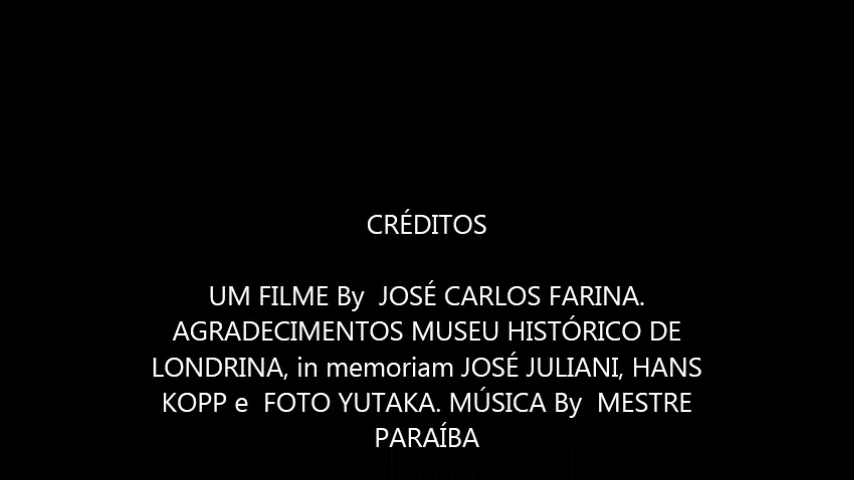 CRÉDITOS
UM FILME By  JOSÉ CARLOS FARINA.
AGRADECIMENTOS MUSEU HISTÓRICO DE
LONDRINA, in memoriam JOSÉ JULIANI, HANS
KOPP e  FOTO YUTAKA. MÚSICA By  MESTRE
PARAÍBA